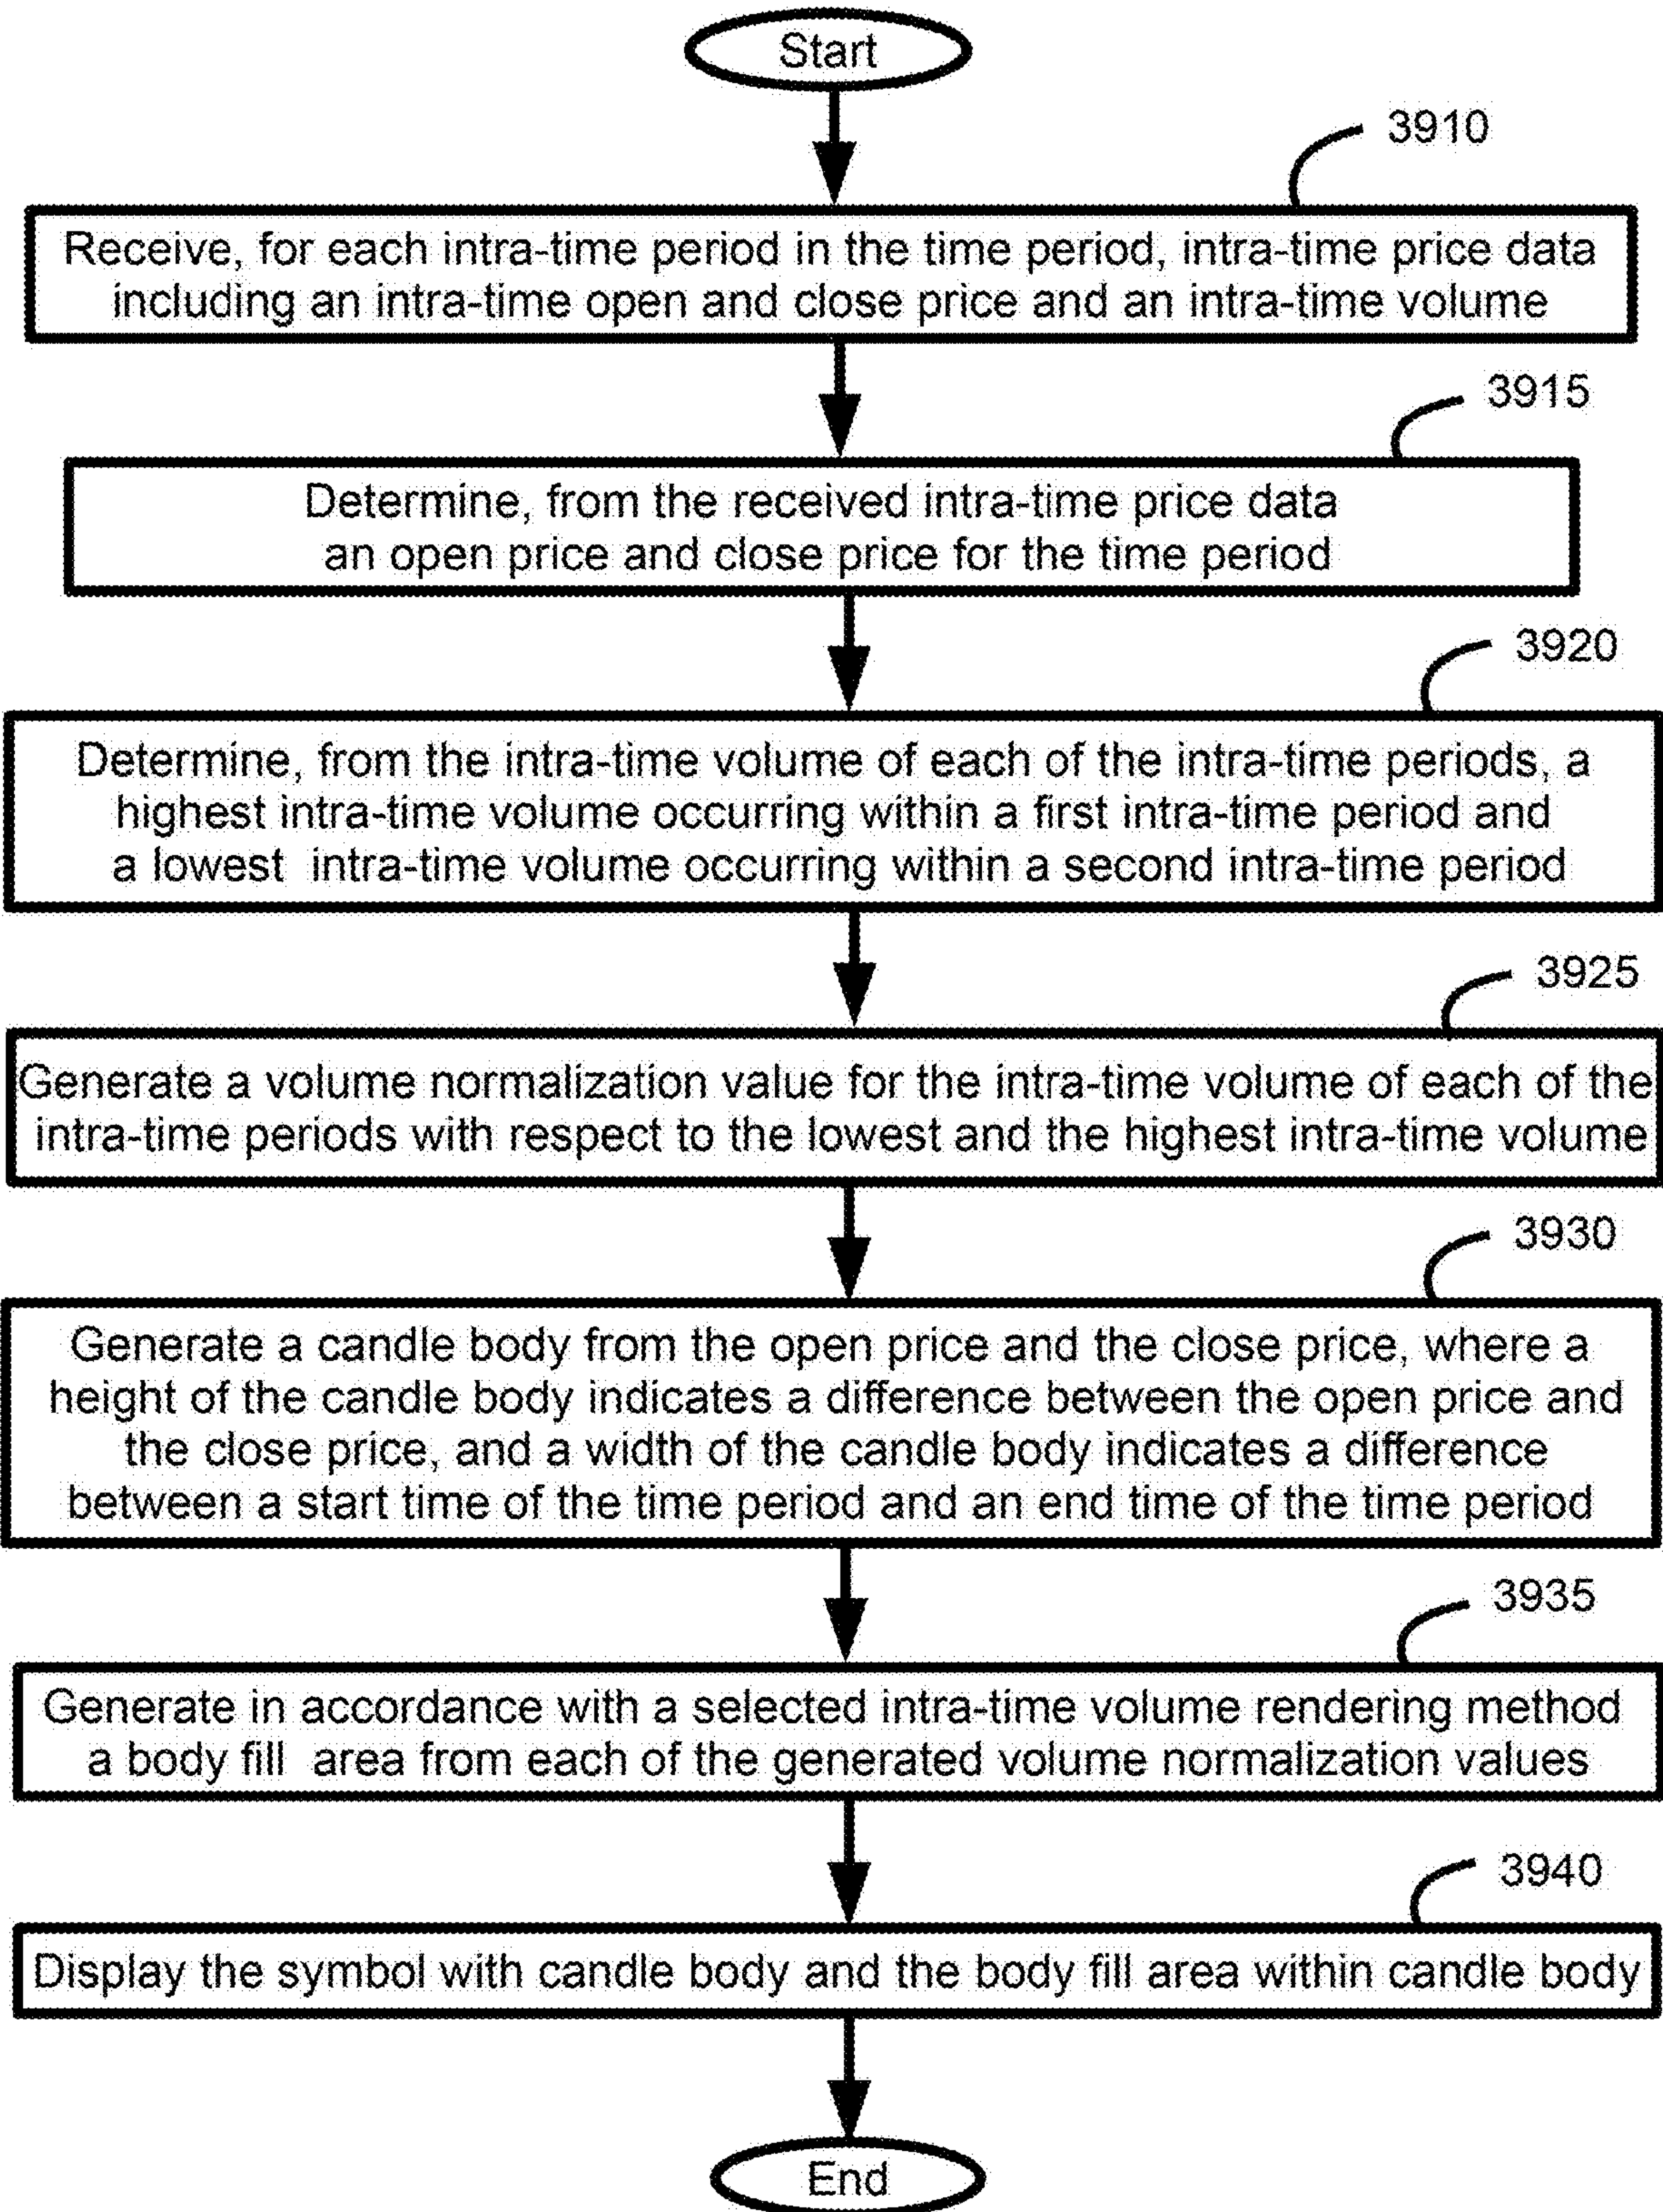 Start
3910
Receive, for each intra-time period in the time period, intra-time price data
including an intra-time open and close price and an intra-time volume
3915
Determine, from the received intra-time price data
an open price and close price for the time period
3920
Determine, from the intra-time volume of each of the intra-time periods, a
highest intra-time volume occurring within a first intra-time period and
a lowest intra-time volume occurring within a second intra-time period
3925
Generate a volume normalization value for the intra-time volume of each of the
intra-time periods with respect to the lowest and the highest intra-time volume
3930
Generate a candle body from the open price and the close price, where a
height of the candle body indicates a difference between the open price and
the close price, and a width of the candle body indicates a difference
between a start time of the time period and an end time of the time period
3935
Generate in accordance with a selected intra-time volume rendering method
a body fill area from each of the generated volume normalization values
3940
Display the symbol with candle body and the body fill area within candle body
End